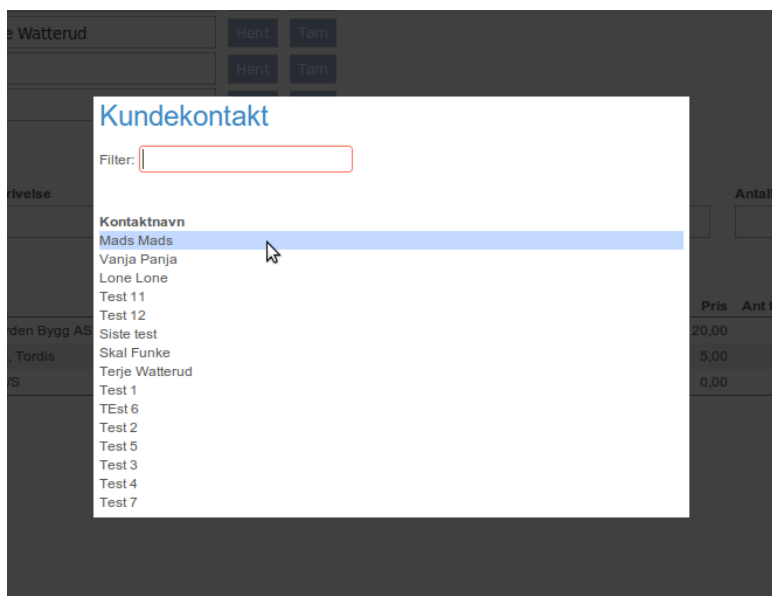 e Watterud Hent Tøm
Hent Tøm
Kundekontakt
Filter:
rivelse Antall
Kontaktnavn
Mads Mads
Vanja Panja
Lone Lone
Test 11
Test 12
Siste test
Skal Funke
Terje Watterud
Test 1
TEst 6
Test 2
Test 5
Test 3
Test 4
Test 7
Pris Ant t
rden Bygg AS 20,00
, Tordis 5,00
/S 0,00